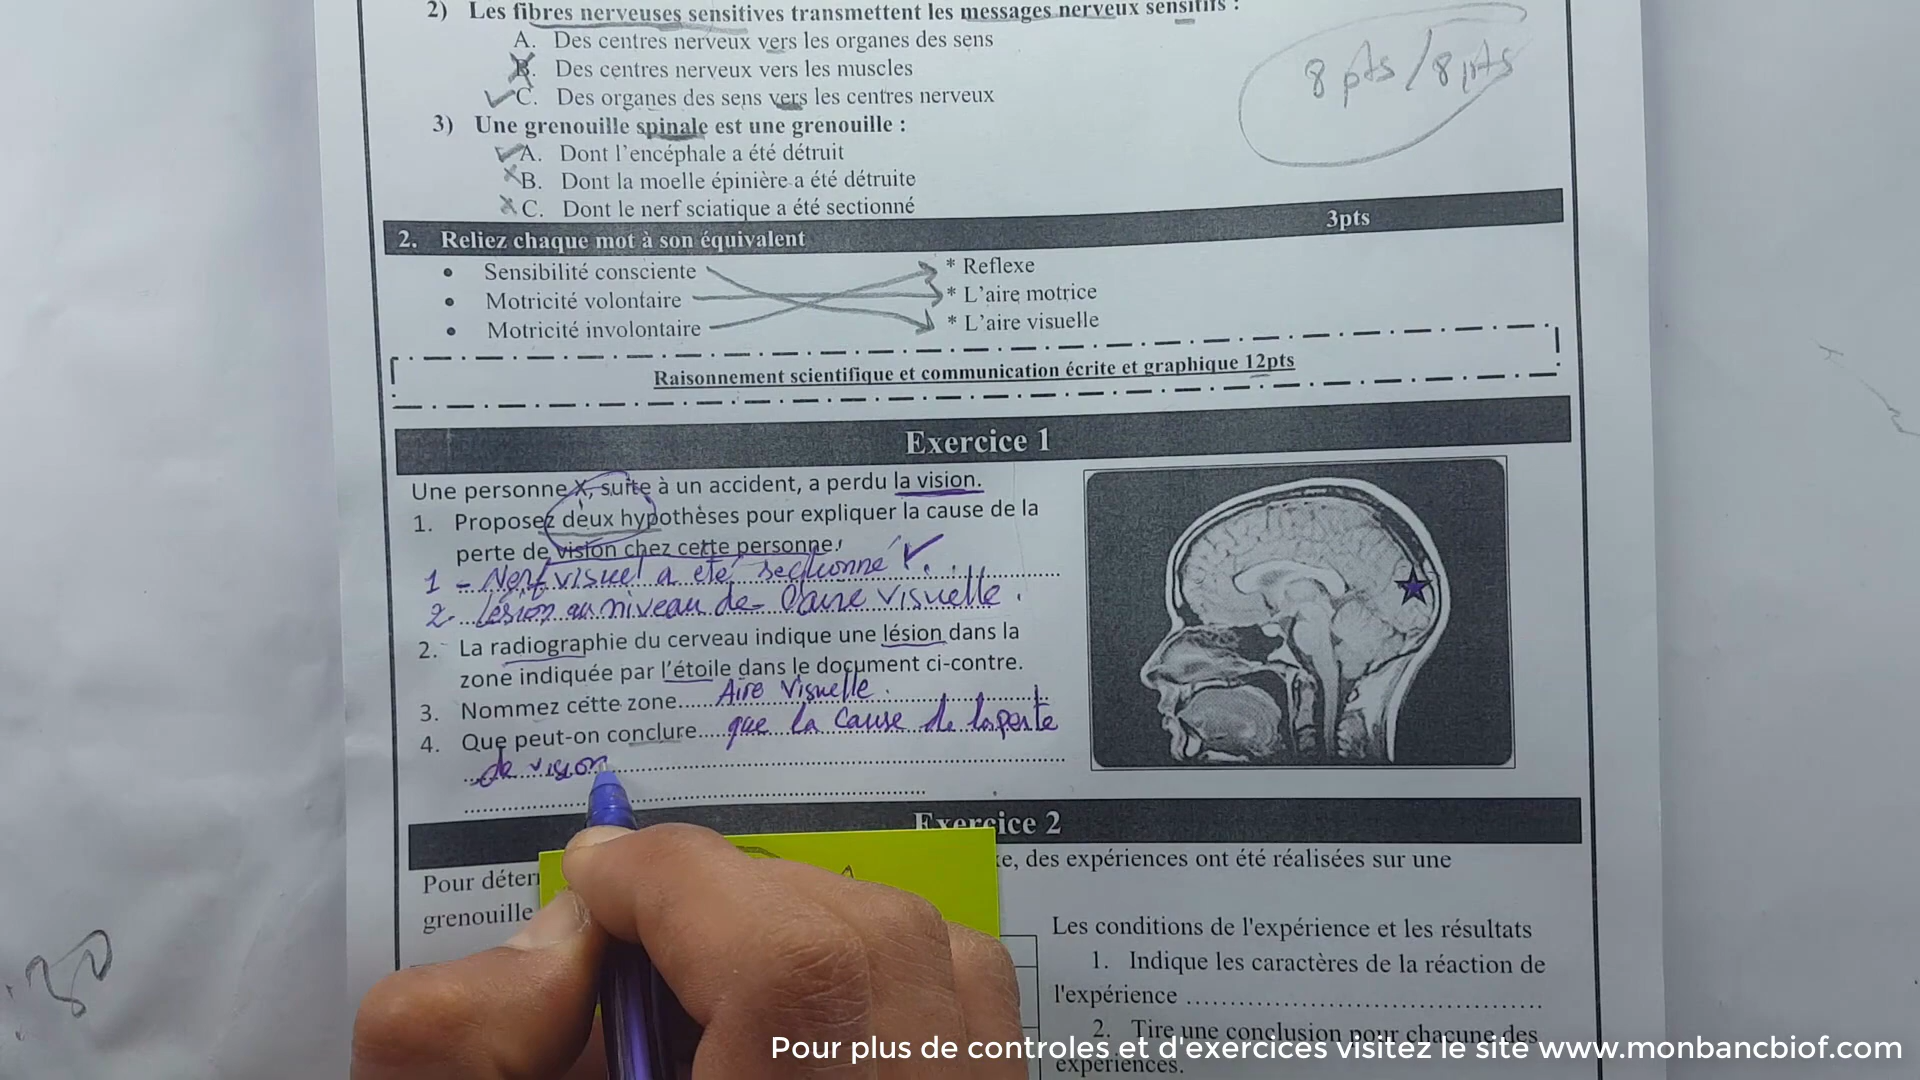 2) Les fibres nerveuses sensitives transmettent les messages nerveux sensitifs :
A. Des centres nerveux vers les organes des sens
B. Des centres nerveux vers les muscles
C. Des organes des sens vers les centres nerveux
8 pts / 8 pts
3) Une grenouille spinale est une grenouille :
A. Dont l'encéphale a été détruit
B. Dont la moelle épinière a été détruite
C. Dont le nerf sciatique a été sectionné
2. Reliez chaque mot à son équivalent 3pts
• Sensibilité consciente * Reflexe
• Motricité volontaire * L'aire motrice
• Motricité involontaire * L'aire visuelle
Raisonnement scientifique et communication écrite et graphique 12pts
Exercice 1
Une personne X, suite à un accident, a perdu la vision.
1. Proposez deux hypothèses pour expliquer la cause de la
perte de vision chez cette personne.
1 - Nerf visuel a été sectionné
2 - Lésion au niveau de l'aire visuelle.
2. La radiographie du cerveau indique une lésion dans la
zone indiquée par l'étoile dans le document ci-contre.
3. Nommez cette zone..... Aire visuelle.
4. Que peut-on conclure..... que la cause de la perte
de vision
Exercice 2
Pour déter e, des expériences ont été réalisées sur une
grenouille
Les conditions de l'expérience et les résultats
1. Indique les caractères de la réaction de
l'expérience .....................................
2. Tire une conclusion pour chacune des
expériences.
30
Pour plus de controles et d'exercices visitez le site www.monbancbiof.com